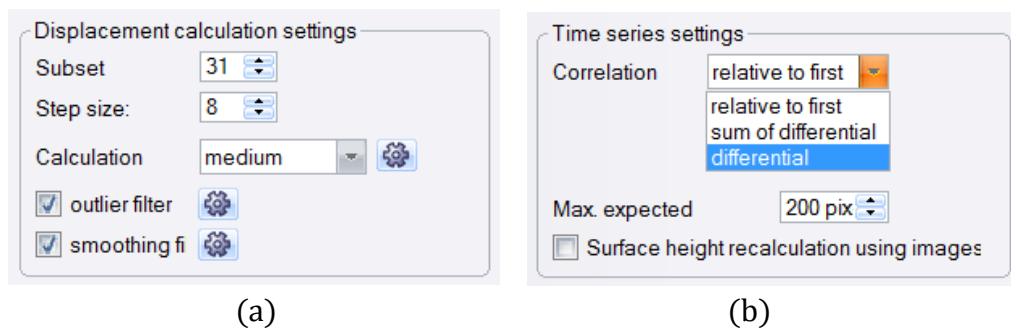 Displacement calculation settings
Subset 31
Step size: 8
Calculation medium
outlier filter
smoothing fi
(a)
Time series settings
Correlation relative to first
relative to first
sum of differential
differential
Max. expected 200 pix
Surface height recalculation using images
(b)